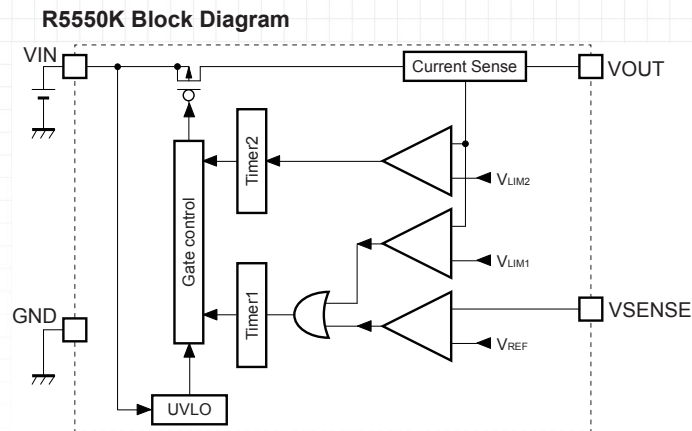 R5550K Block Diagram
VIN
Current Sense
VOUT
Timer2
VLIM2
Gate control
VLIM1
Timer1
GND
VSENSE
VREF
UVLO